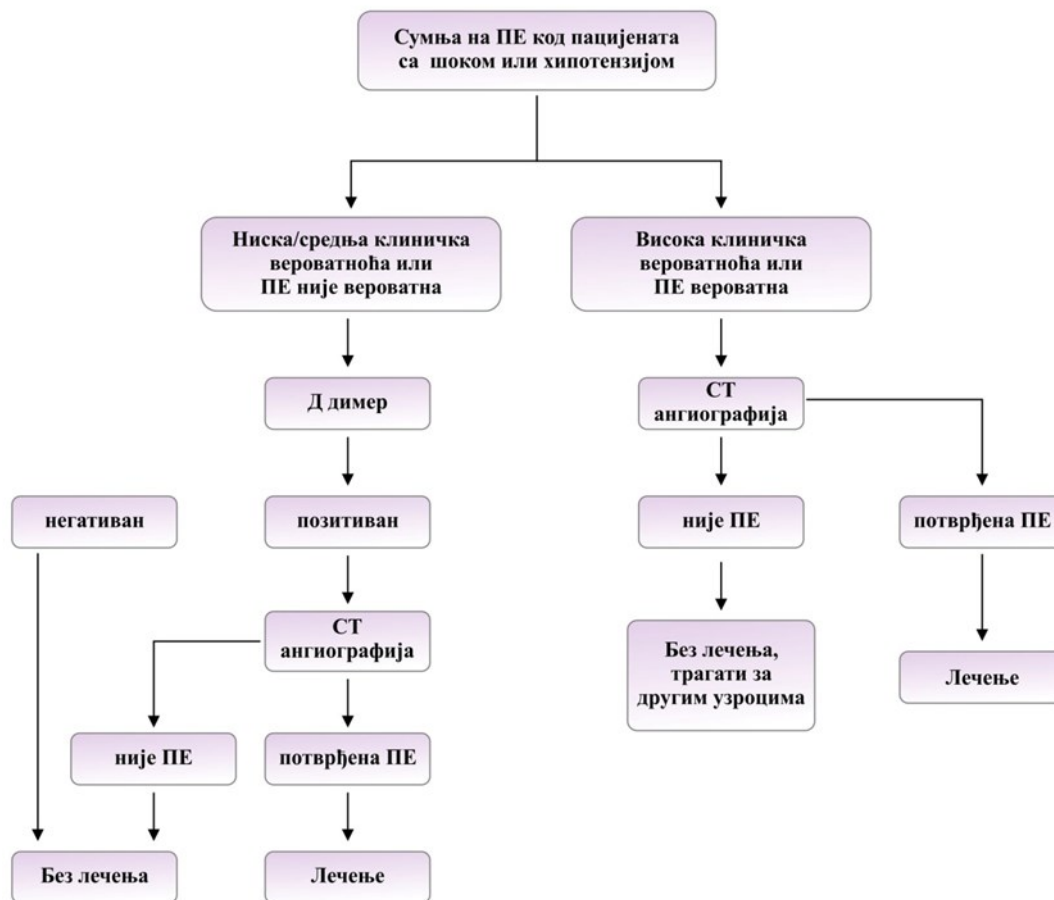 Сумња на ПЕ код пацијената
са шоком или хипотензијом
Ниска/средња клиничка
вероватноћа или
ПЕ није вероватна
Висока клиничка
вероватноћа или
ПЕ вероватна
Д димер
СТ
ангиографија
негативан
позитиван
није ПЕ
потврђена ПЕ
СТ
ангиографија
Без лечења,
трагати за
другим узроцима
Лечење
није ПЕ
потврђена ПЕ
Без лечења
Лечење